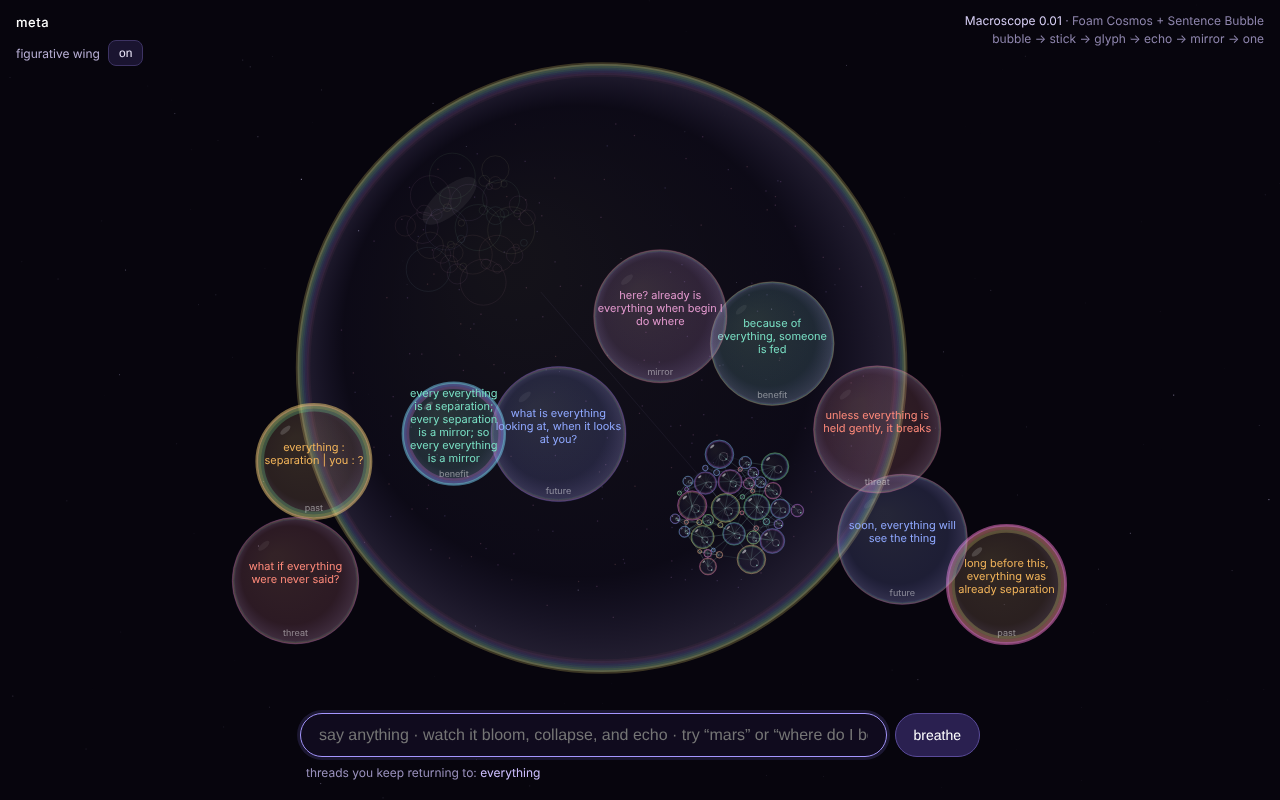 meta
figurative wing on
Macroscope 0.01 · Foam Cosmos + Sentence Bubble
bubble → stick → glyph → echo → mirror → one
here? already is
everything when begin I
do where
mirror
because of
everything, someone
is fed
benefit
every everything
is a separation;
every separation
is a mirror; so
every everything
is a mirror
benefit
what is everything
looking at, when it looks
at you?
future
unless everything is
held gently, it breaks
threat
everything :
separation | you : ?
past
what if everything
were never said?
threat
soon, everything will
see the thing
future
long before this,
everything was
already separation
past
say anything · watch it bloom, collapse, and echo · try “mars” or “where do I b
breathe
threads you keep returning to: everything